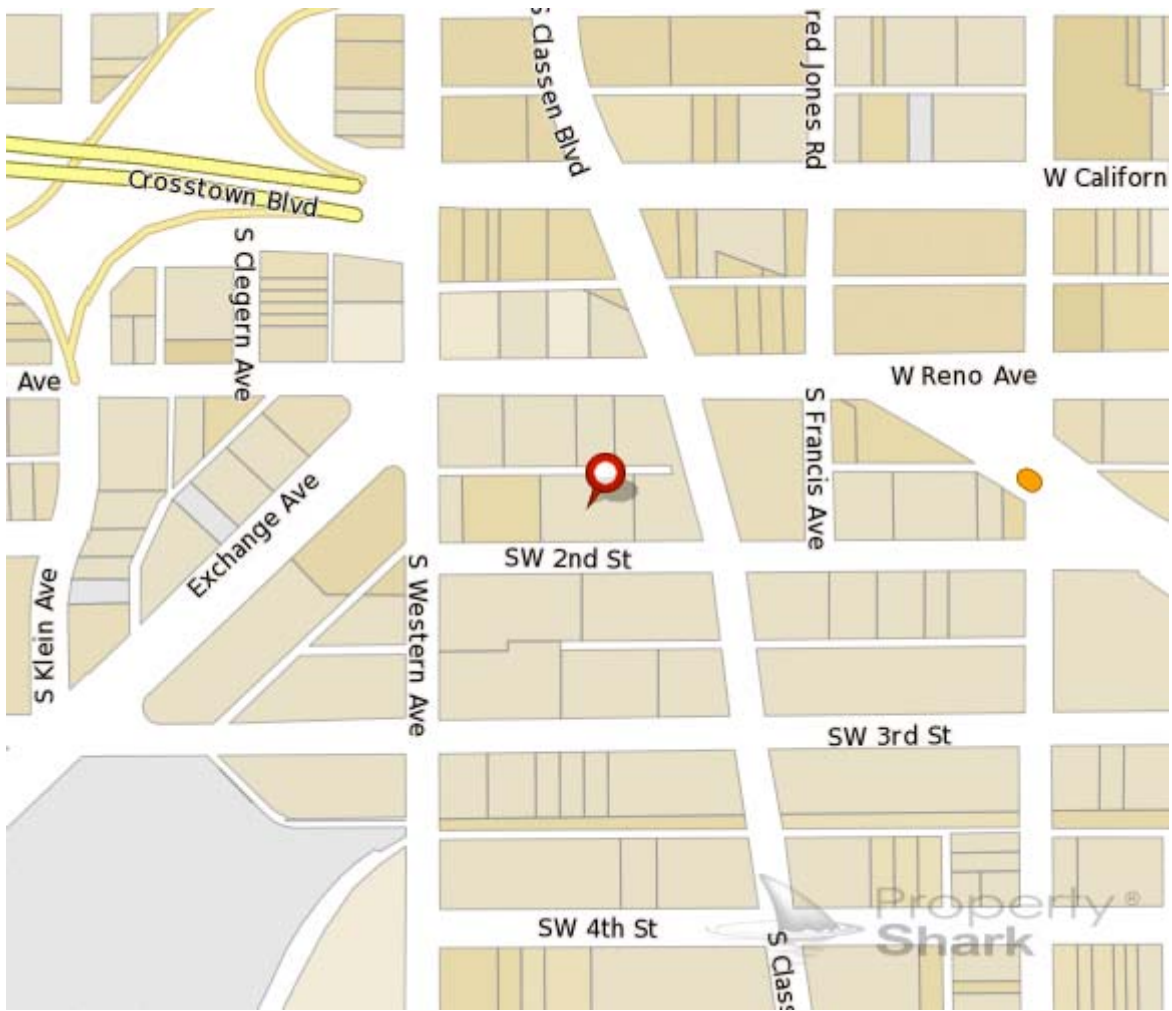 S Classen Blvd
red Jones Rd
W Californ
Crosstown Blvd
S Clegern Ave
Ave
W Reno Ave
S Francis Ave
Exchange Ave
SW 2nd St
S Western Ave
S Klein Ave
SW 3rd St
Property ®
Shark
SW 4th St
S Class